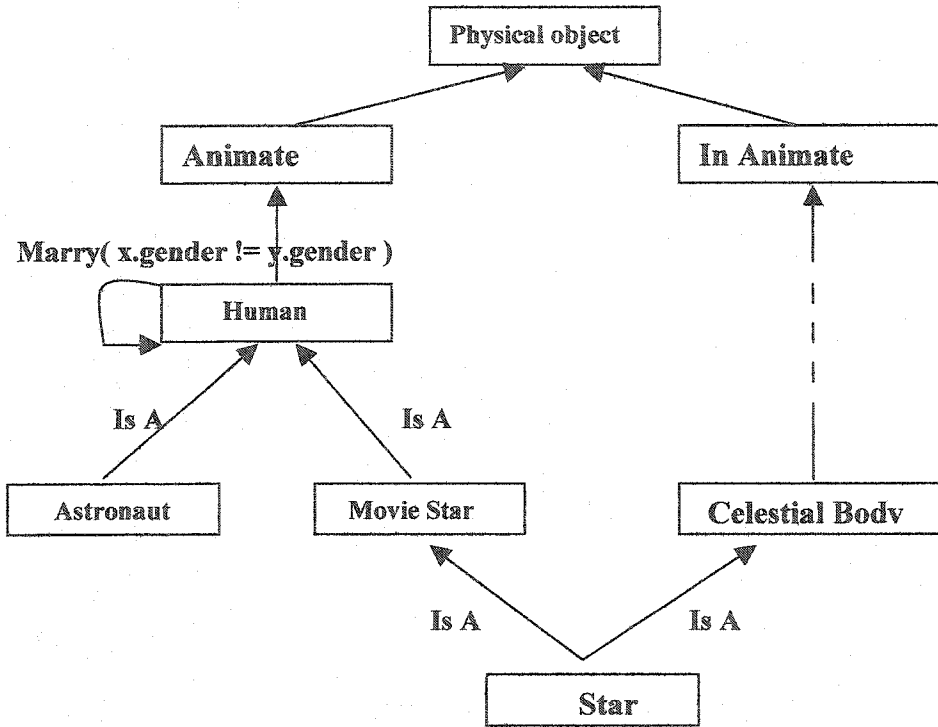 Physical object
Animate
In Animate
Marry( x.gender != y.gender )
Human
Is A
Is A
Astronaut
Movie Star
Celestial Body
Is A
Is A
Star